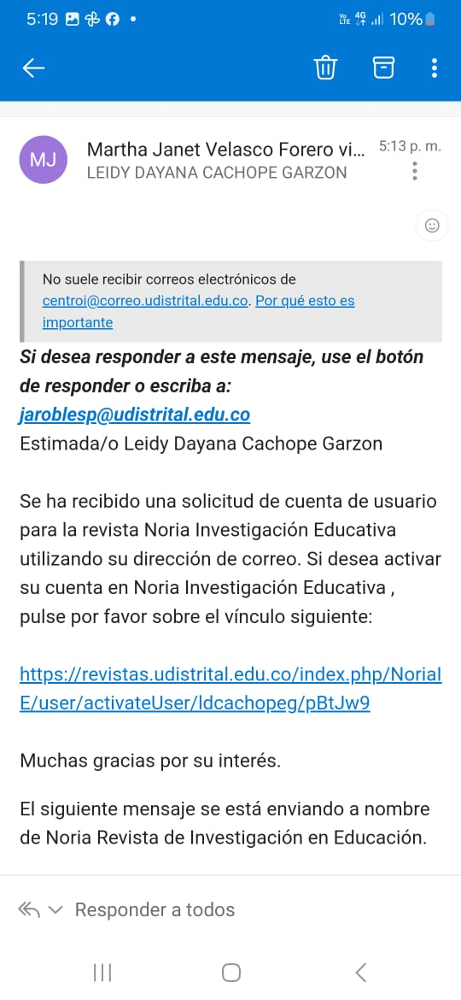 5:19
Vo LTE 4G 10%
MJ
Martha Janet Velasco Forero vi... 5:13 p. m.
LEIDY DAYANA CACHOPE GARZON
No suele recibir correos electrónicos de
centroi@correo.udistrital.edu.co. Por qué esto es
importante
Si desea responder a este mensaje, use el botón
de responder o escriba a:
jaroblesp@udistrital.edu.co
Estimada/o Leidy Dayana Cachope Garzon
Se ha recibido una solicitud de cuenta de usuario
para la revista Noria Investigación Educativa
utilizando su dirección de correo. Si desea activar
su cuenta en Noria Investigación Educativa ,
pulse por favor sobre el vínculo siguiente:
https://revistas.udistrital.edu.co/index.php/NoriaI
E/user/activateUser/ldcachopeg/pBtJw9
Muchas gracias por su interés.
El siguiente mensaje se está enviando a nombre
de Noria Revista de Investigación en Educación.
Responder a todos